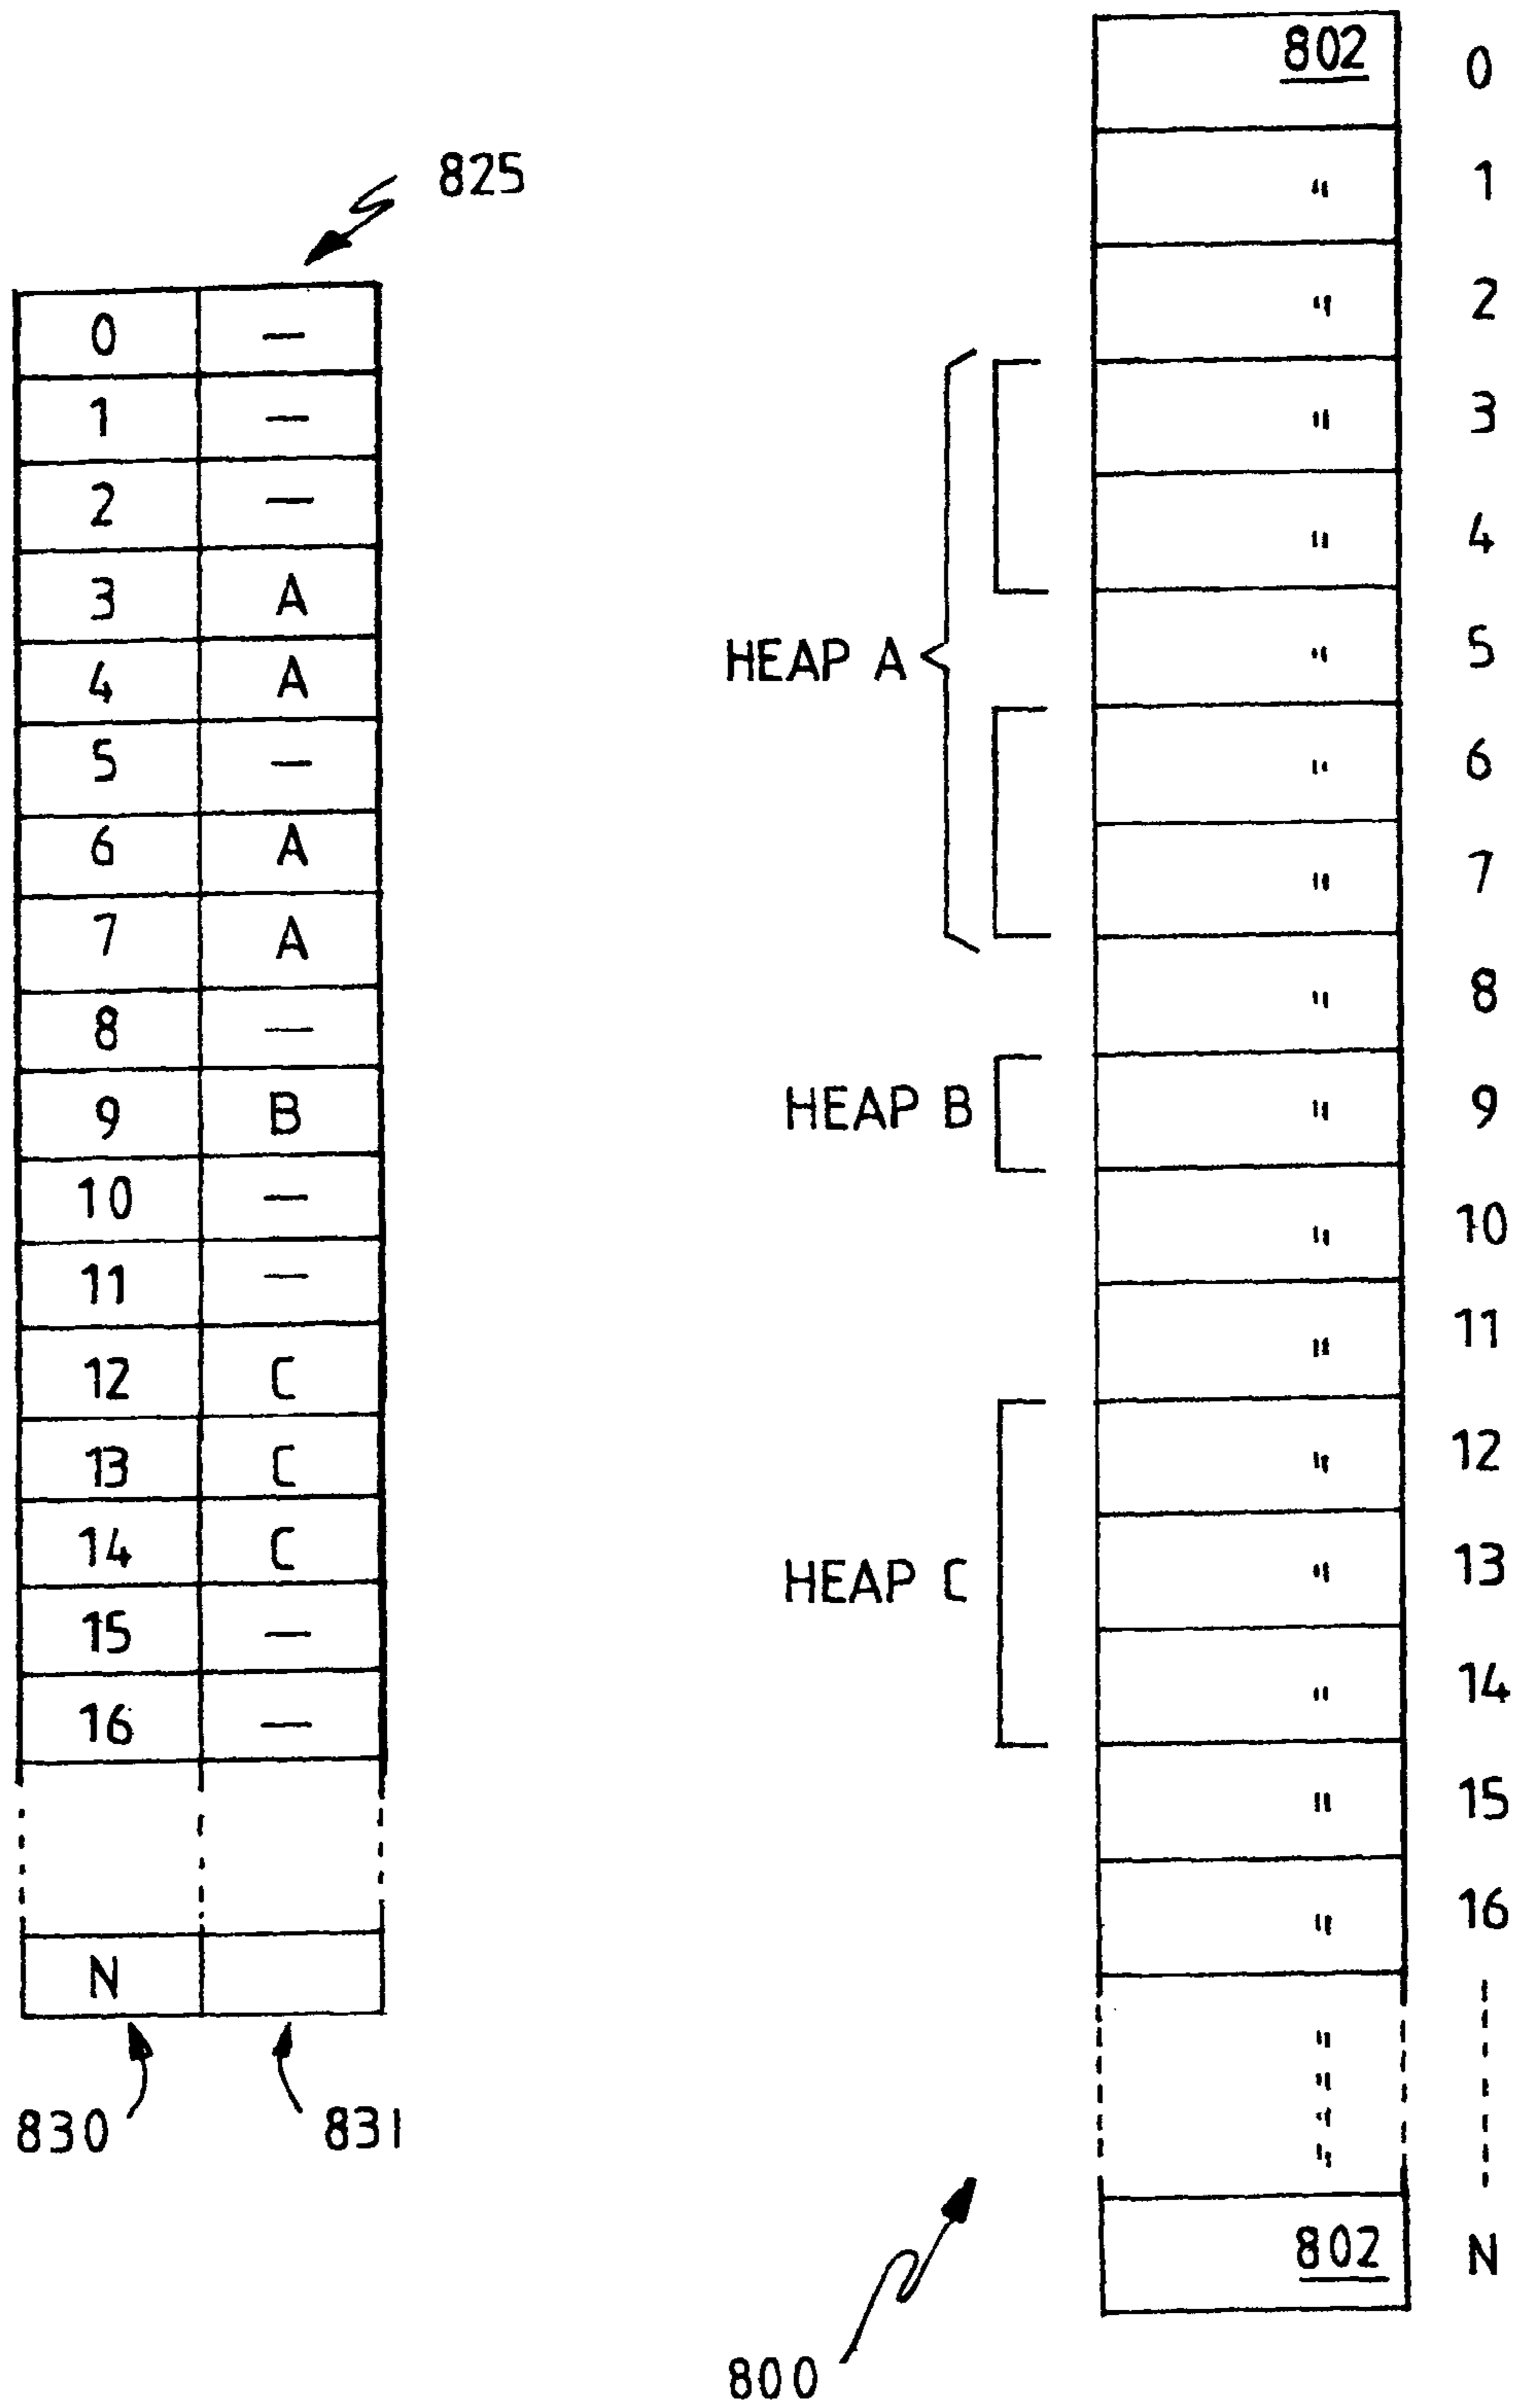 825
0 —
1 —
2 —
3 A
4 A
5 —
6 A
7 A
8 —
9 B
10 —
11 —
12 C
13 C
14 C
15 —
16 —
N
830 831
802 0
" 1
" 2
" 3
" 4
HEAP A " 5
" 6
" 7
" 8
HEAP B " 9
" 10
" 11
" 12
HEAP C " 13
" 14
" 15
" 16
"
"
"
"
802 N
800